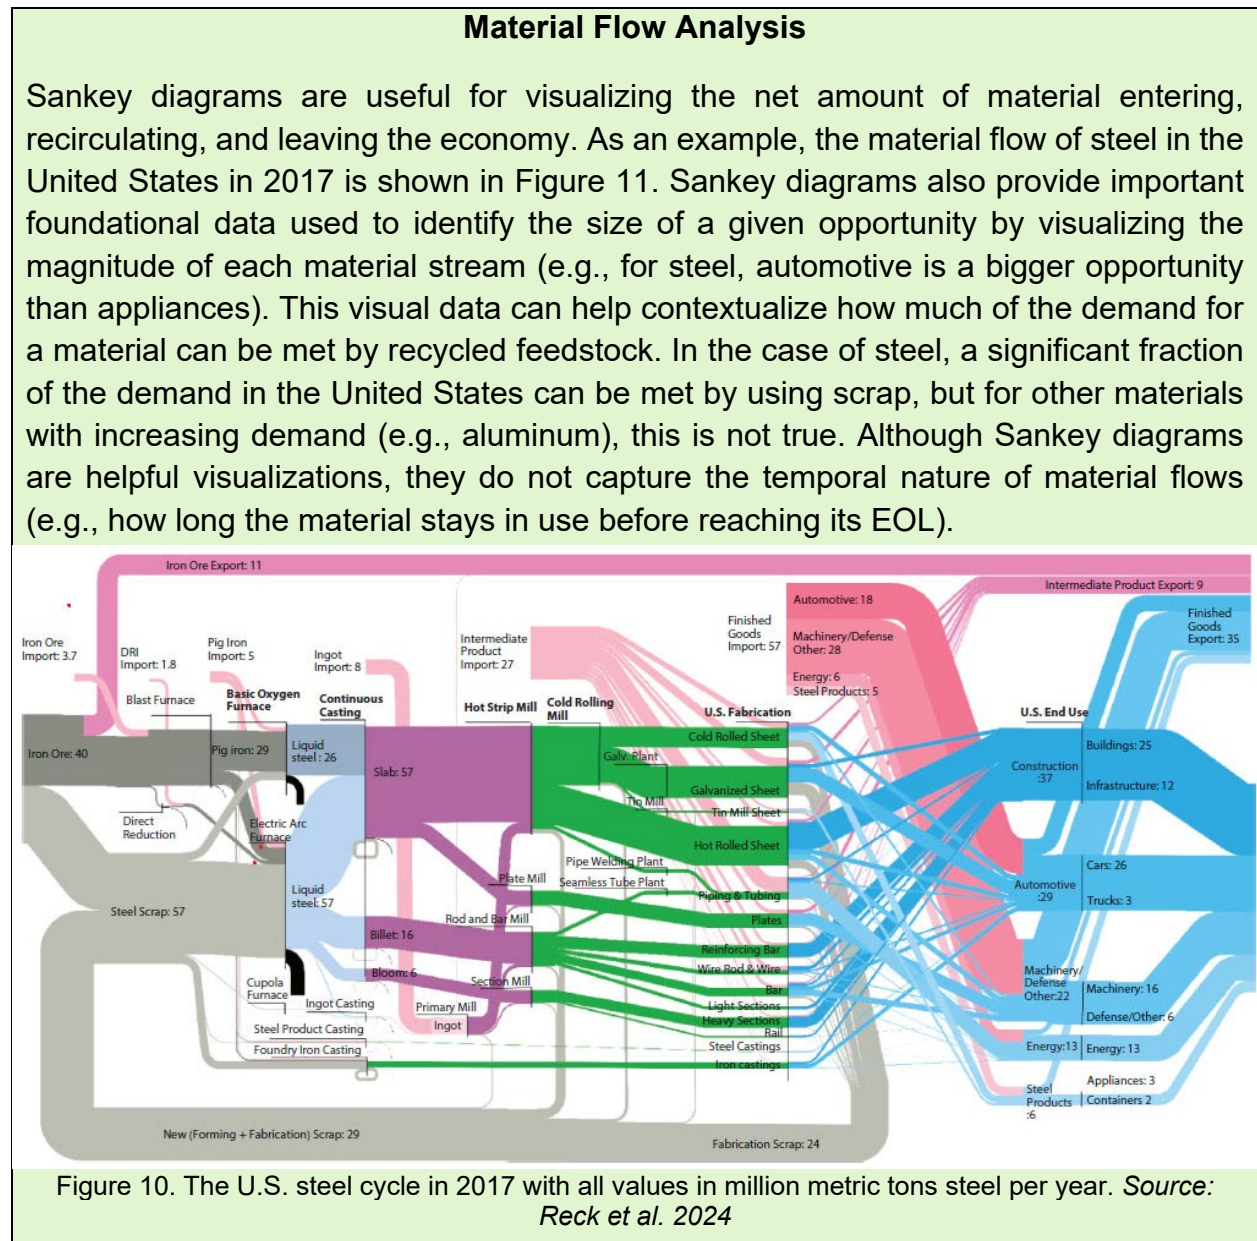 Material Flow Analysis
Sankey diagrams are useful for visualizing the net amount of material entering,
recirculating, and leaving the economy. As an example, the material flow of steel in the
United States in 2017 is shown in Figure 11. Sankey diagrams also provide important
foundational data used to identify the size of a given opportunity by visualizing the
magnitude of each material stream (e.g., for steel, automotive is a bigger opportunity
than appliances). This visual data can help contextualize how much of the demand for
a material can be met by recycled feedstock. In the case of steel, a significant fraction
of the demand in the United States can be met by using scrap, but for other materials
with increasing demand (e.g., aluminum), this is not true. Although Sankey diagrams
are helpful visualizations, they do not capture the temporal nature of material flows
(e.g., how long the material stays in use before reaching its EOL).
Iron Ore Export: 11
Intermediate Product Export: 9
Iron Ore
Import: 3.7
DRI
Import: 1.8
Pig Iron
Import: 5
Ingot
Import: 8
Intermediate
Product
Import: 27
Finished
Goods
Import: 57
Automotive: 18
Machinery/Defense
Other: 28
Energy: 6
Steel Products: 5
Finished
Goods
Export: 35
Blast Furnace
Basic Oxygen
Furnace
Continuous
Casting
Hot Strip Mill
Cold Rolling
Mill
U.S. Fabrication
U.S. End Use
Iron Ore: 40
Pig iron: 29
Liquid
steel: 26
Slab: 57
Galv. Plant
Tin Mill
Cold Rolled Sheet
Galvanized Sheet
Tin Mill Sheet
Hot Rolled Sheet
Construction
:37
Buildings: 25
Infrastructure: 12
Direct
Reduction
Electric Arc
Furnace
Steel Scrap: 57
Liquid
steel: 57
Pipe Welding Plant
Seamless Tube Plant
Plate Mill
Rod and Bar Mill
Billet: 16
Bloom: 6
Section Mill
Piping & Tubing
Plates
Reinforcing Bar
Wire Rod & Wire
Bar
Light Sections
Heavy Sections
Rail
Steel Castings
Iron castings
Automotive
:29
Cars: 26
Trucks: 3
Machinery/
Defense
Other:22
Machinery: 16
Defense/Other: 6
Cupola
Furnace
Ingot Casting
Steel Product Casting
Foundry Iron Casting
Primary Mill
Ingot
Energy:13
Energy: 13
Steel
Products
:6
Appliances: 3
Containers 2
New (Forming + Fabrication) Scrap: 29
Fabrication Scrap: 24
Figure 10. The U.S. steel cycle in 2017 with all values in million metric tons steel per year. Source:
Reck et al. 2024